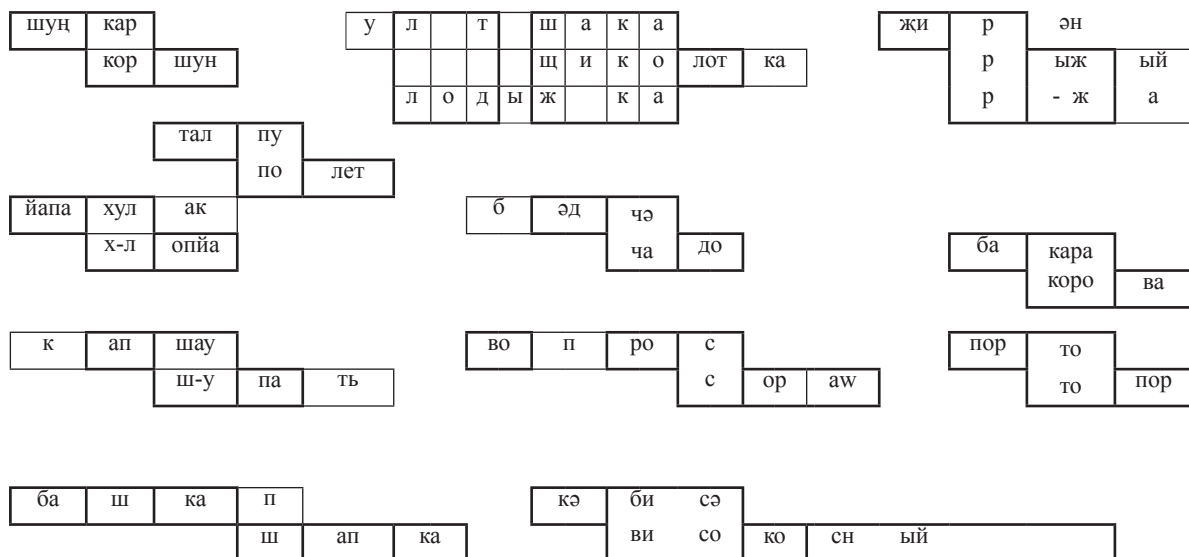 шуң кар
кор шун
у л т ш а к а
щ и к о лот ка
л о д ы ж к а
җи р ән
р ыж ый
р - ж а
тал пу
по лет
йапа хул ак
х-л опйа
б әд чә
ча до
ба кара
коро ва
к ап шау
ш-у па ть
во п ро с
с ор aw
пор то
то пор
ба ш ка п
ш ап ка
кә би сә
ви со ко сн ый